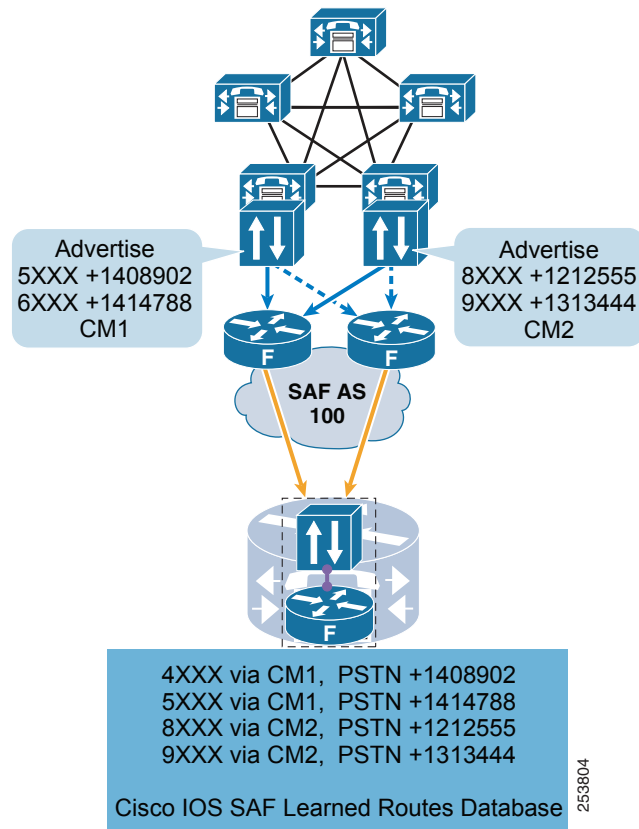 Advertise
5XXX +1408902
6XXX +1414788
CM1
Advertise
8XXX +1212555
9XXX +1313444
CM2
F
F
SAF AS
100
F
4XXX via CM1, PSTN +1408902
5XXX via CM1, PSTN +1414788
8XXX via CM2, PSTN +1212555
9XXX via CM2, PSTN +1313444
Cisco IOS SAF Learned Routes Database
253804